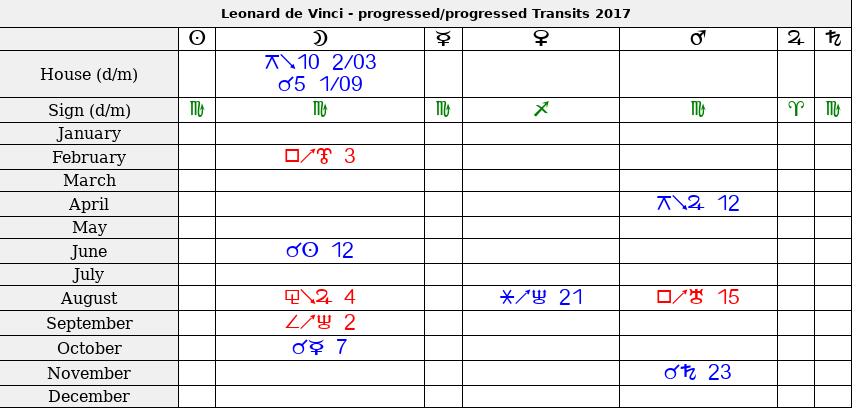 Leonard de Vinci - progressed/progressed Transits 2017
☉ ☽ ☿ ♀ ♂ ♃ ♄
House (d/m) ⚻↘10 2/03
☌5 1/09
Sign (d/m) ♏ ♏ ♏ ♐ ♏ ♈ ♏
January
February □↗ 3
March
April ⚻↘♃ 12
May
June ☌☉ 12
July
August ⚼↘♃ 4 ⚹↗♆ 21 □↗♅ 15
September ∠↗♆ 2
October ☌☿ 7
November ☌♄ 23
December